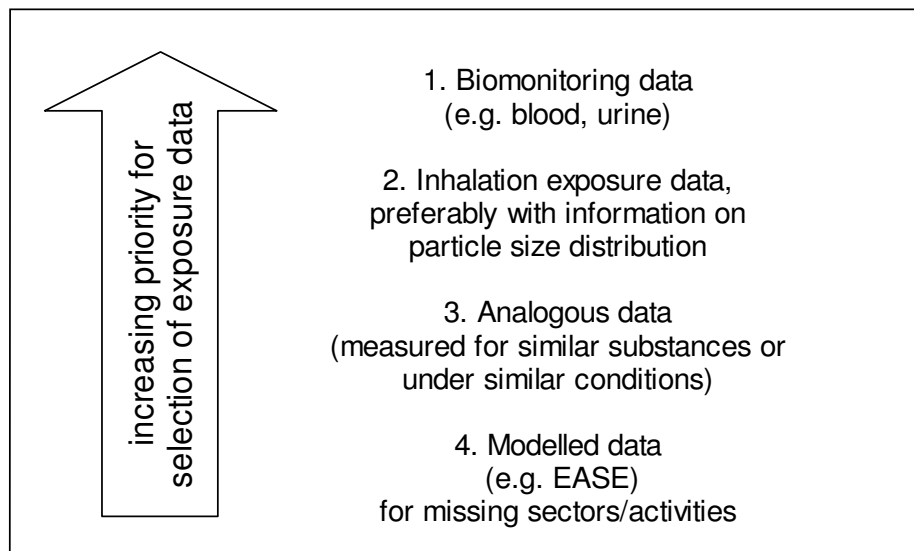 increasing priority for
selection of exposure data
1. Biomonitoring data
(e.g. blood, urine)
2. Inhalation exposure data,
preferably with information on
particle size distribution
3. Analogous data
(measured for similar substances or
under similar conditions)
4. Modelled data
(e.g. EASE)
for missing sectors/activities